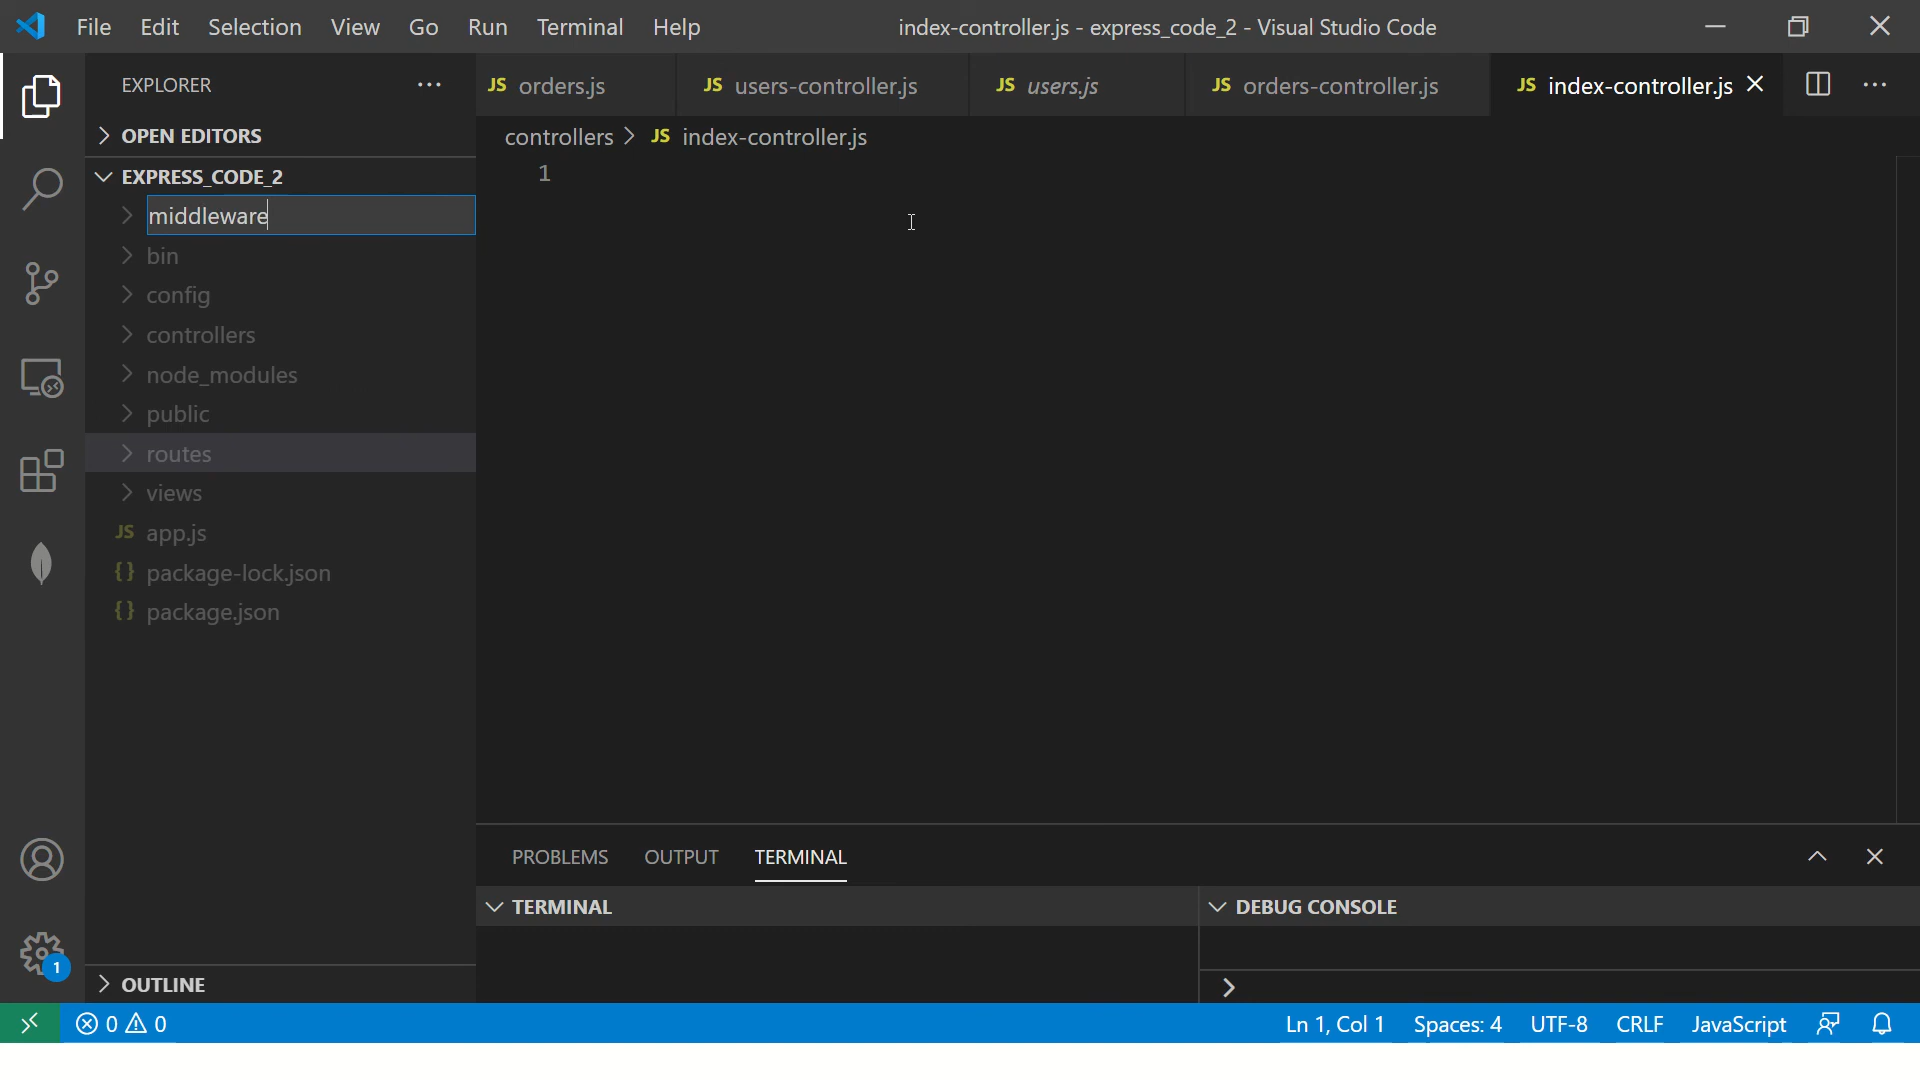 File Edit Selection View Go Run Terminal Help
index-controller.js - express_code_2 - Visual Studio Code
EXPLORER
OPEN EDITORS
EXPRESS_CODE_2
middleware
bin
config
controllers
node_modules
public
routes
views
JS app.js
{} package-lock.json
{} package.json
OUTLINE
JS orders.js JS users-controller.js JS users.js JS orders-controller.js JS index-controller.js
controllers > JS index-controller.js
1
PROBLEMS OUTPUT TERMINAL
TERMINAL
DEBUG CONSOLE
1
0 0
Ln 1, Col 1 Spaces: 4 UTF-8 CRLF JavaScript